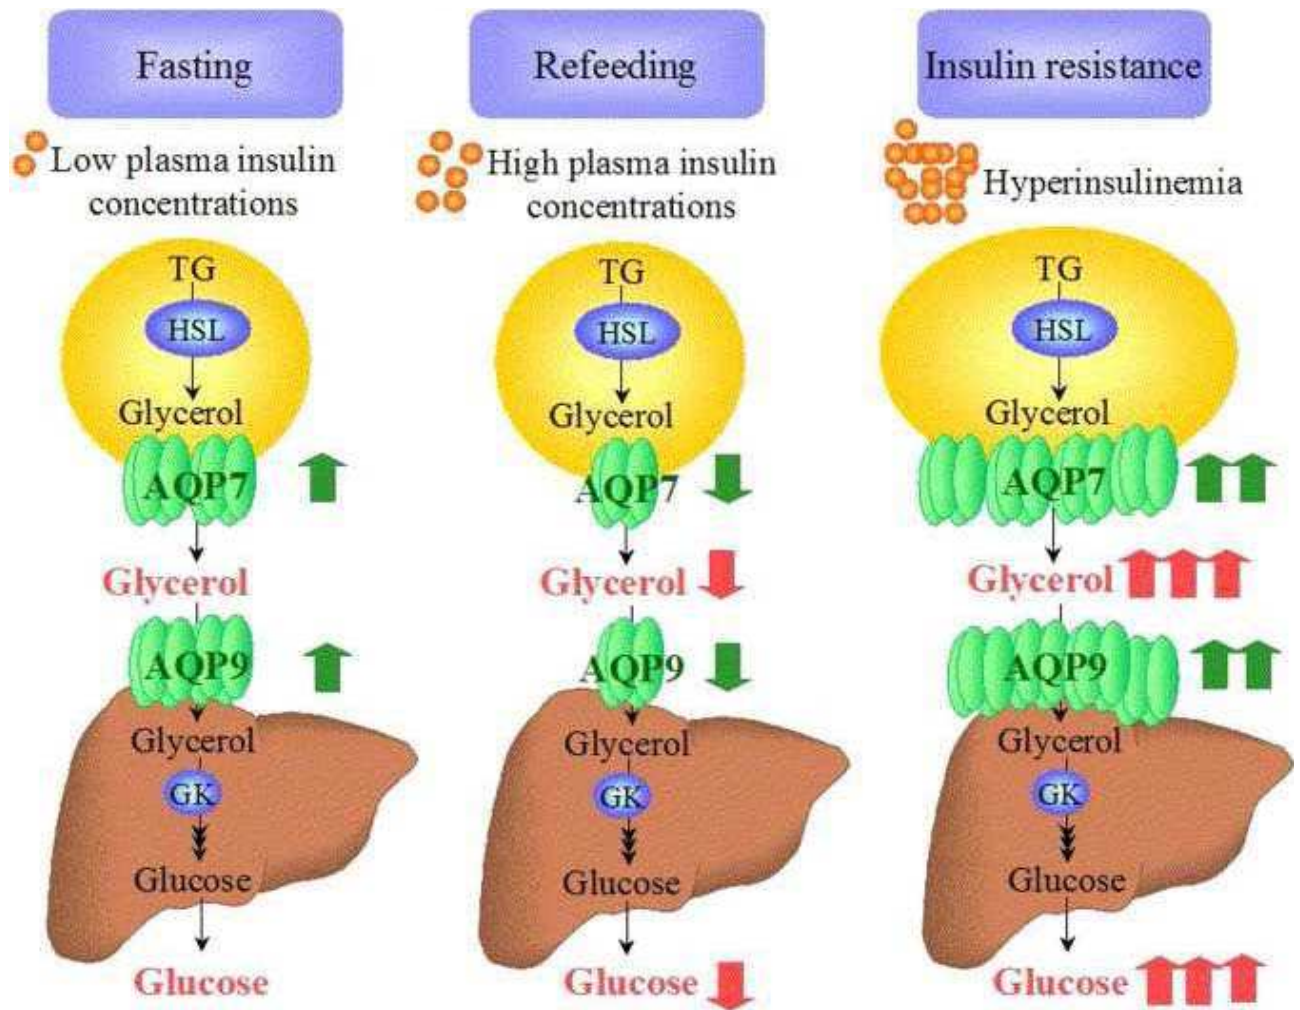 Fasting
Low plasma insulin
concentrations
TG
HSL
Glycerol
AQP7
Glycerol
AQP9
Glycerol
GK
Glucose
Glucose
Refeeding
High plasma insulin
concentrations
TG
HSL
Glycerol
AQP7
Glycerol
AQP9
Glycerol
GK
Glucose
Glucose
Insulin resistance
Hyperinsulinemia
TG
HSL
Glycerol
AQP7
Glycerol
AQP9
Glycerol
GK
Glucose
Glucose